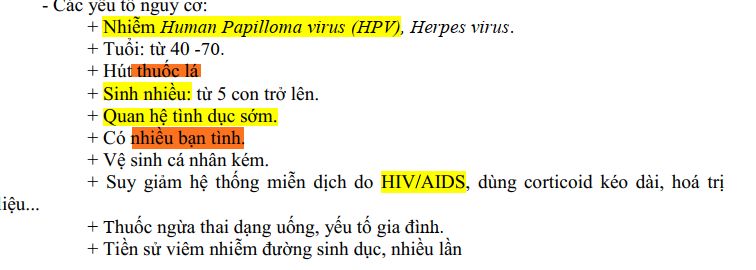 - Các yếu tố nguy cơ:
+ Nhiễm Human Papilloma virus (HPV), Herpes virus.
+ Tuổi: từ 40 -70.
+ Hút thuốc lá
+ Sinh nhiều: từ 5 con trở lên.
+ Quan hệ tình dục sớm.
+ Có nhiều bạn tình.
+ Vệ sinh cá nhân kém.
+ Suy giảm hệ thống miễn dịch do HIV/AIDS, dùng corticoid kéo dài, hoá trị
liệu...
+ Thuốc ngừa thai dạng uống, yếu tố gia đình.
+ Tiền sử viêm nhiễm đường sinh dục, nhiều lần